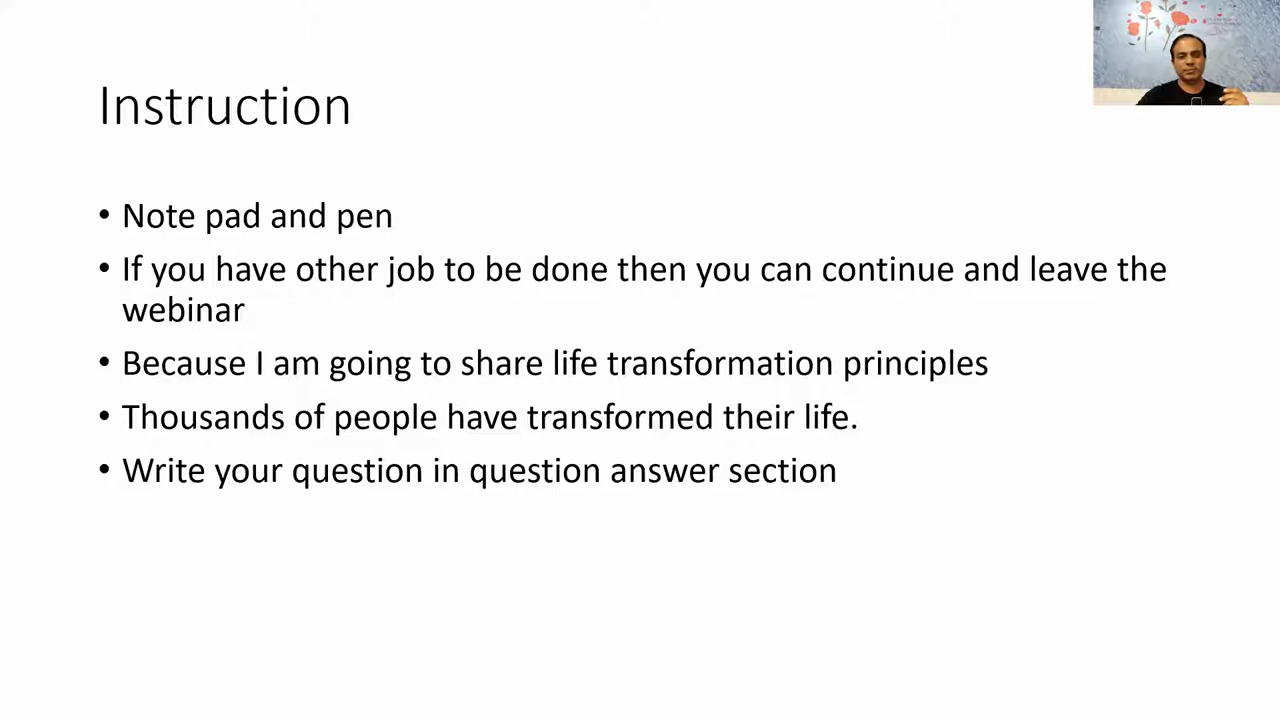 Instruction
• Note pad and pen
• If you have other job to be done then you can continue and leave the
webinar
• Because I am going to share life transformation principles
• Thousands of people have transformed their life.
• Write your question in question answer section